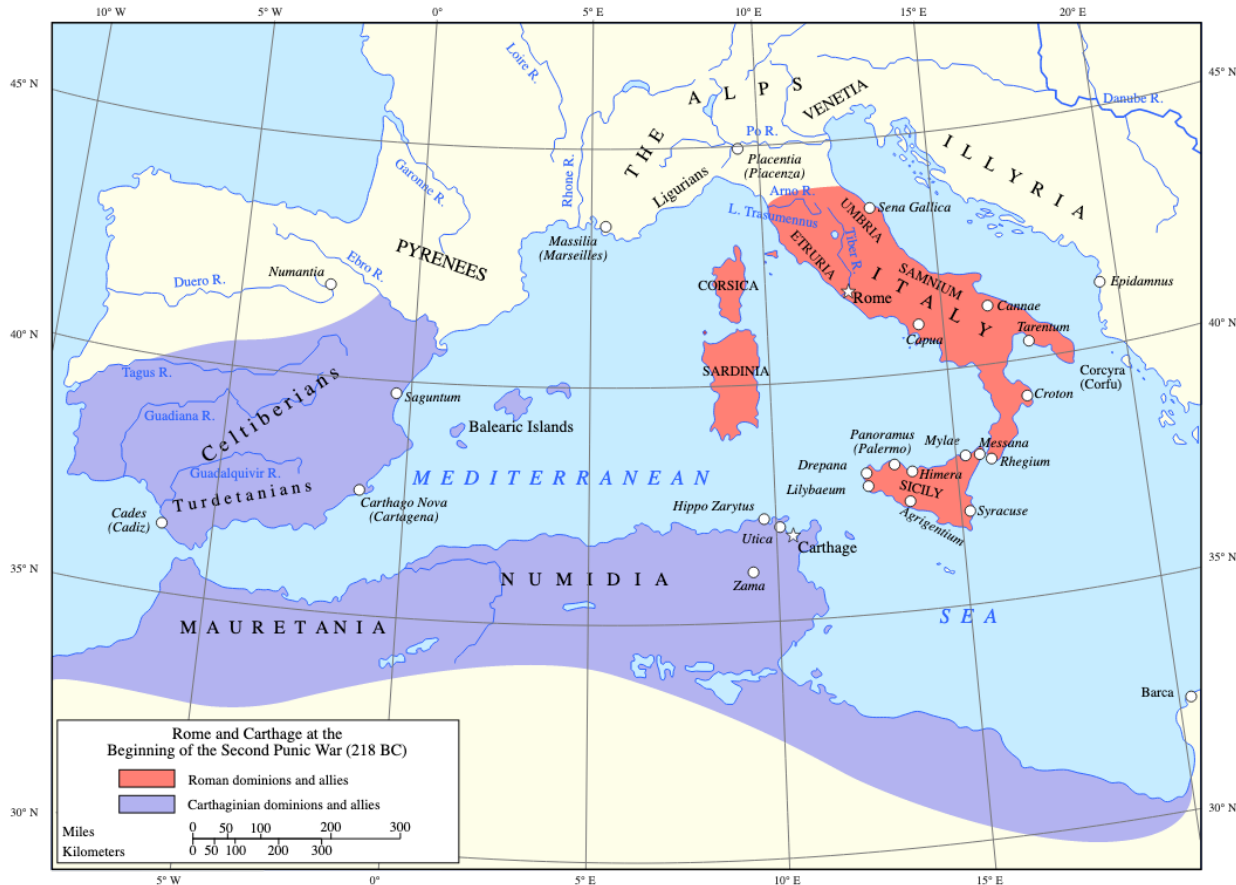 10° W
5° W
0°
5° E
10° E
15° E
20° E
45° N
45° N
Loire R.
A L P S
VENETIA
Danube R.
THE
Po R.
ILLYRIA
Garonne R.
Rhone R.
Placentia
(Piacenza)
Ligurians
Arno R.
L. Trasumennus
UMBRIA
Sena Gallica
Massilia
(Marseilles)
PYRENEES
ETRURIA
Tiber R.
Numantia
Ebro R.
Duero R.
SAMNIUM
ITALY
Epidamnus
CORSICA
Rome
Cannae
40° N
40° N
Capua
Tarentum
Tagus R.
SARDINIA
Corcyra
(Corfu)
Celtiberians
Saguntum
Croton
Guadiana R.
Balearic Islands
Panoramus
(Palermo)
Mylae
Messana
Rhegium
Guadalquivir R.
MEDITERRANEAN
Drepana
Himera
Lilybaeum
SICILY
Turdetanians
Carthago Nova
(Cartagena)
Cades
(Cadiz)
Hippo Zarytus
Agrigentium
Syracuse
Utica
Carthage
35° N
35° N
NUMIDIA
Zama
MAURETANIA
SEA
Barca
Rome and Carthage at the
Beginning of the Second Punic War (218 BC)
Roman dominions and allies
Carthaginian dominions and allies
30° N
30° N
Miles
0 50 100 200 300
Kilometers
0 50 100 200 300
5° W
0°
5° E
10° E
15° E